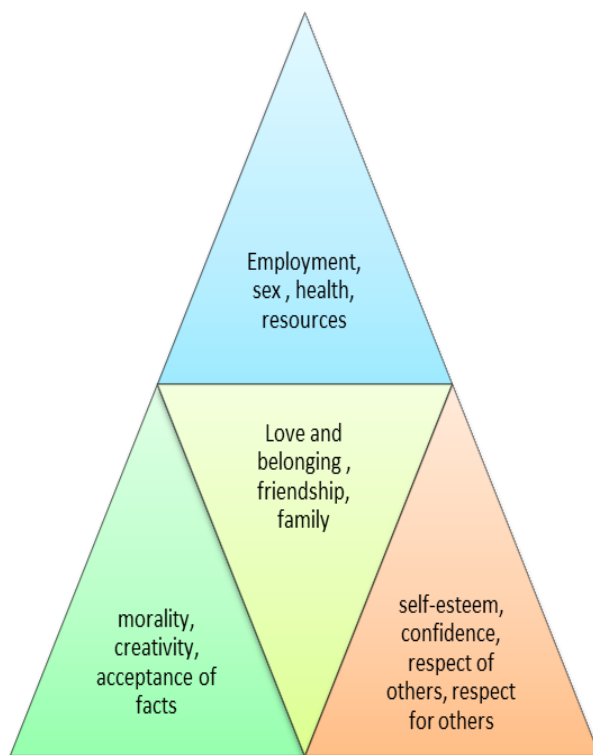 Employment,
sex , health,
resources
Love and
belonging ,
friendship,
family
morality,
creativity,
acceptance of
facts
self-esteem,
confidence,
respect of
others, respect
for others